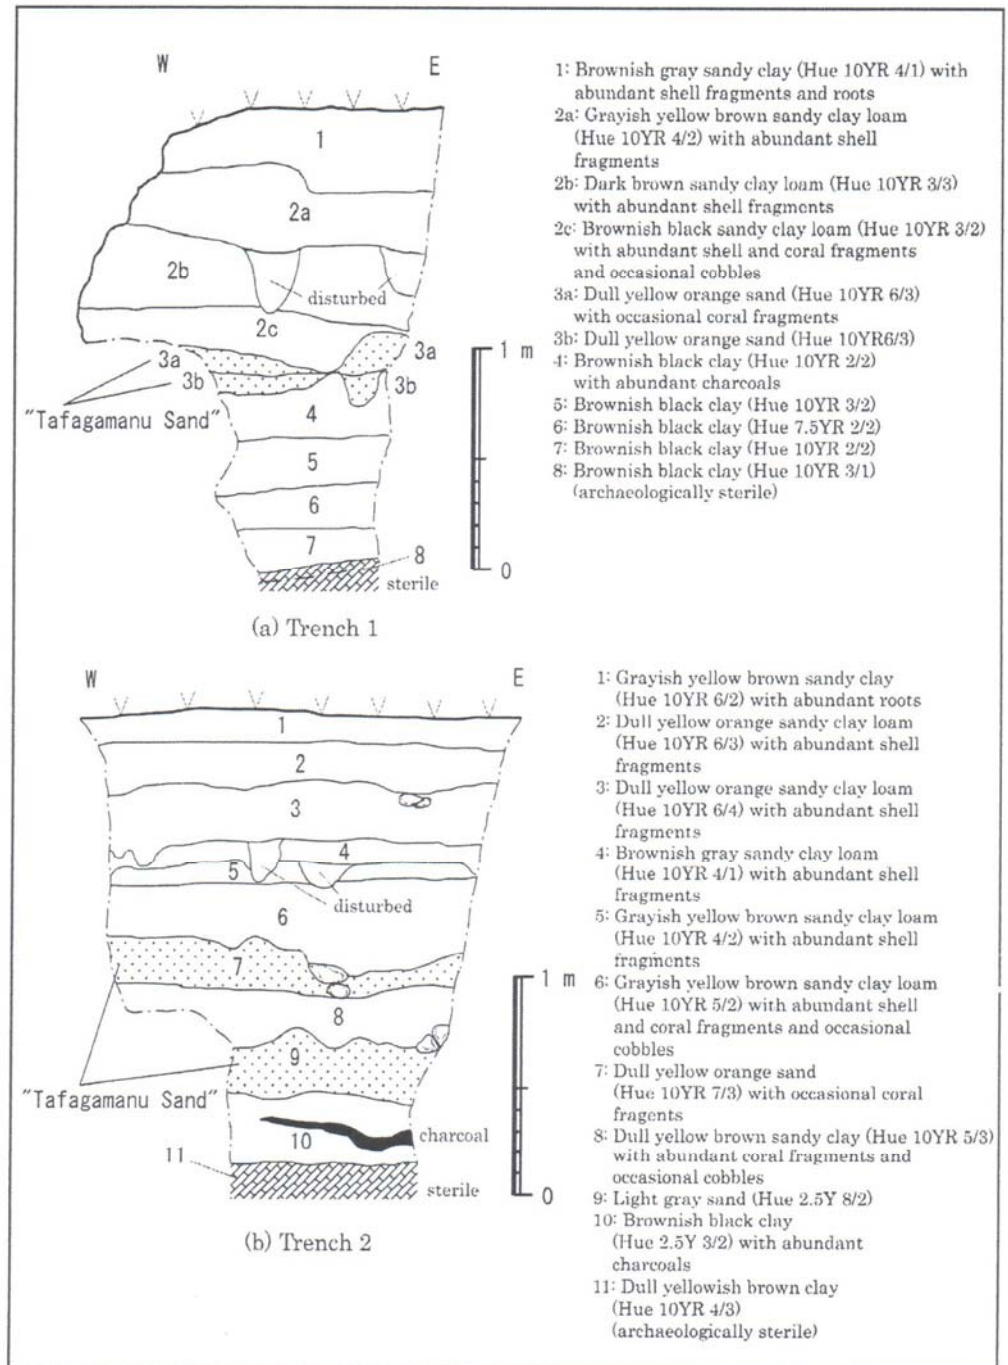 W
E
1
2a
2b
disturbed
2c
3a
3b
3a
3b
"Tafagamanu Sand"
4
5
6
7
8
sterile
1 m
0
(a) Trench 1
1: Brownish gray sandy clay (Hue 10YR 4/1) with
abundant shell fragments and roots
2a: Grayish yellow brown sandy clay loam
(Hue 10YR 4/2) with abundant shell
fragments
2b: Dark brown sandy clay loam (Hue 10YR 3/3)
with abundant shell fragments
2c: Brownish black sandy clay loam (Hue 10YR 3/2)
with abundant shell and coral fragments
and occasional cobbles
3a: Dull yellow orange sand (Hue 10YR 6/3)
with occasional coral fragments
3b: Dull yellow orange sand (Hue 10YR6/3)
4: Brownish black clay (Hue 10YR 2/2)
with abundant charcoals
5: Brownish black clay (Hue 10YR 3/2)
6: Brownish black clay (Hue 7.5YR 2/2)
7: Brownish black clay (Hue 10YR 2/2)
8: Brownish black clay (Hue 10YR 3/1)
(archaeologically sterile)
W
E
1
2
3
4
5
disturbed
6
7
8
9
"Tafagamanu Sand"
10
charcoal
11
sterile
1 m
0
(b) Trench 2
1: Grayish yellow brown sandy clay
(Hue 10YR 6/2) with abundant roots
2: Dull yellow orange sandy clay loam
(Hue 10YR 6/3) with abundant shell
fragments
3: Dull yellow orange sandy clay loam
(Hue 10YR 6/4) with abundant shell
fragments
4: Brownish gray sandy clay loam
(Hue 10YR 4/1) with abundant shell
fragments
5: Grayish yellow brown sandy clay loam
(Hue 10YR 4/2) with abundant shell
fragments
6: Grayish yellow brown sandy clay loam
(Hue 10YR 5/2) with abundant shell
and coral fragments and occasional
cobbles
7: Dull yellow orange sand
(Hue 10YR 7/3) with occasional coral
fragents
8: Dull yellow brown sandy clay (Hue 10YR 5/3)
with abundant coral fragments and
occasional cobbles
9: Light gray sand (Hue 2.5Y 8/2)
10: Brownish black clay
(Hue 2.5Y 3/2) with abundant
charcoals
11: Dull yellowish brown clay
(Hue 10YR 4/3)
(archaeologically sterile)